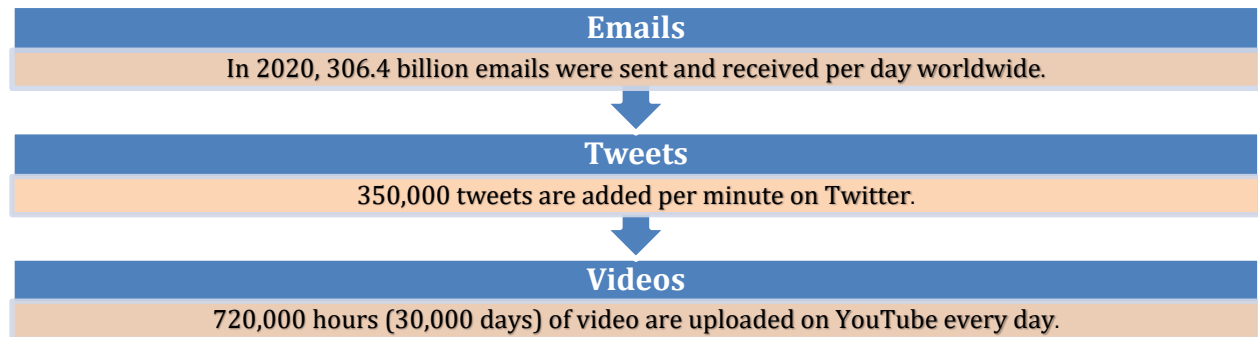 Emails
In 2020, 306.4 billion emails were sent and received per day worldwide.
Tweets
350,000 tweets are added per minute on Twitter.
Videos
720,000 hours (30,000 days) of video are uploaded on YouTube every day.